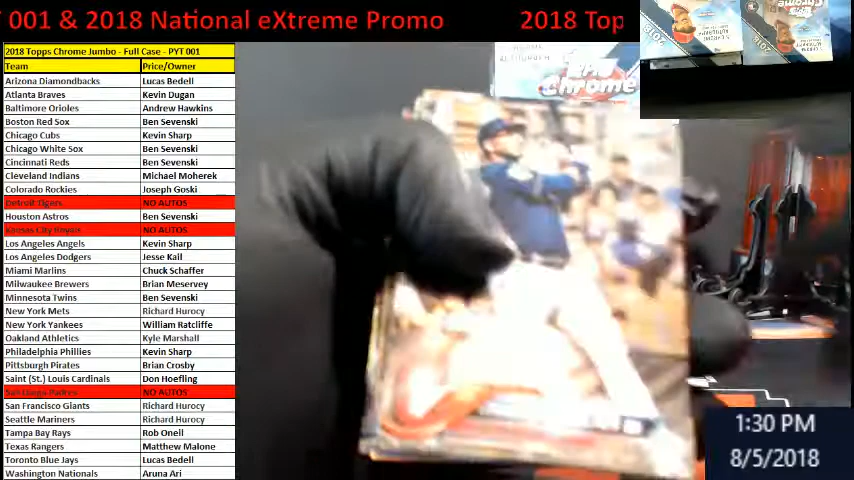 001 & 2018 National eXtreme Promo 2018 Top
2018 Topps Chrome Jumbo - Full Case - PYT 001
Team Price/Owner
Arizona Diamondbacks Lucas Bedell
Atlanta Braves Kevin Dugan
Baltimore Orioles Andrew Hawkins
Boston Red Sox Ben Sevenski
Chicago Cubs Kevin Sharp
Chicago White Sox Ben Sevenski
Cincinnati Reds Ben Sevenski
Cleveland Indians Michael Moherek
Colorado Rockies Joseph Goski
Detroit Tigers NO AUTOS
Houston Astros Ben Sevenski
Kansas City Royals NO AUTOS
Los Angeles Angels Kevin Sharp
Los Angeles Dodgers Jesse Kail
Miami Marlins Chuck Schaffer
Milwaukee Brewers Brian Meservey
Minnesota Twins Ben Sevenski
New York Mets Richard Hurocy
New York Yankees William Ratcliffe
Oakland Athletics Kyle Marshall
Philadelphia Phillies Kevin Sharp
Pittsburgh Pirates Brian Crosby
Saint (St.) Louis Cardinals Don Hoefling
San Diego Padres NO AUTOS
San Francisco Giants Richard Hurocy
Seattle Mariners Richard Hurocy
Tampa Bay Rays Rob Oneil
Texas Rangers Matthew Malone
Toronto Blue Jays Lucas Bedell
Washington Nationals Aruna Ari
Chrome
2018
2018
1:30 PM
8/5/2018